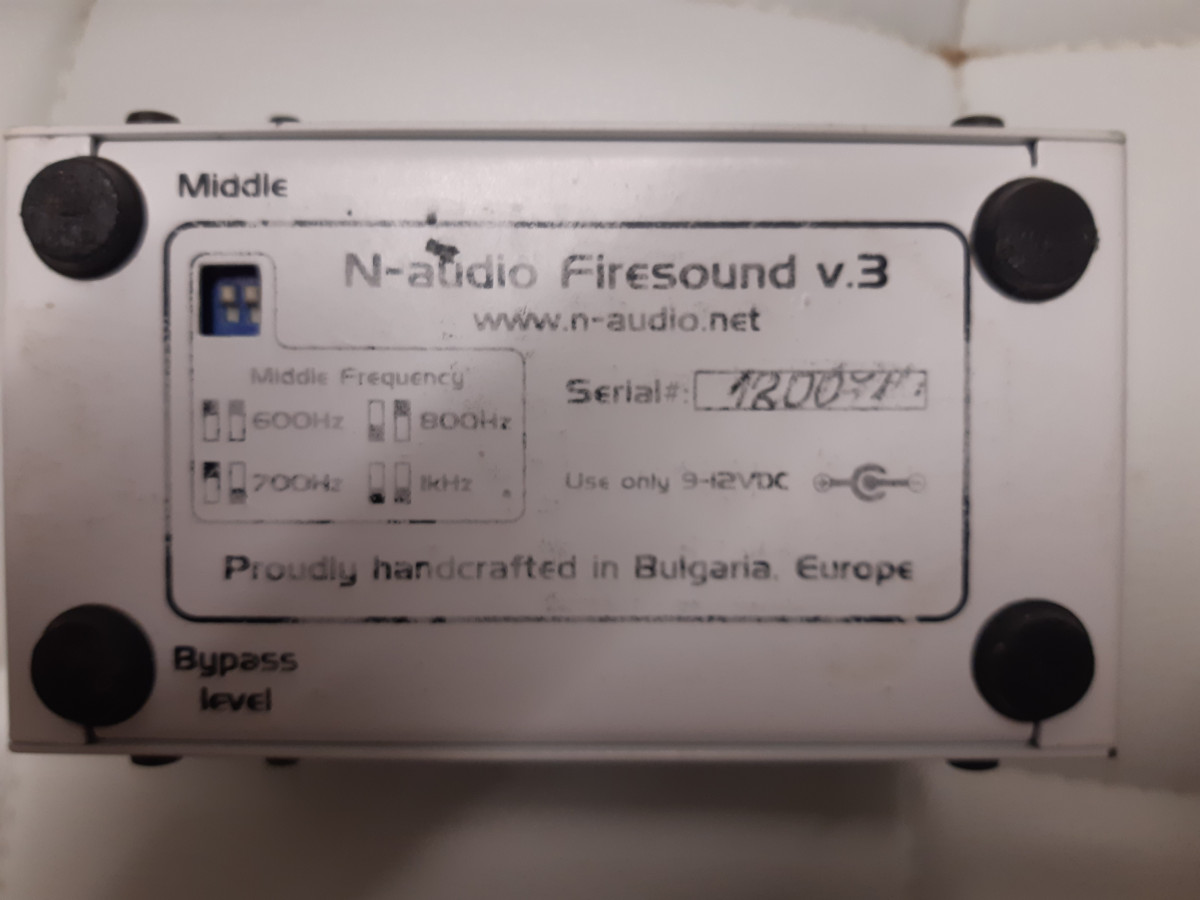 Middle
N-audio Firesound v.3
www.n-audio.net
Middle Frequency
600Hz 800Hz
700Hz 1kHz
Serial#:
Use only 9-12VDC
Proudly handcrafted in Bulgaria, Europe
Bypass
level